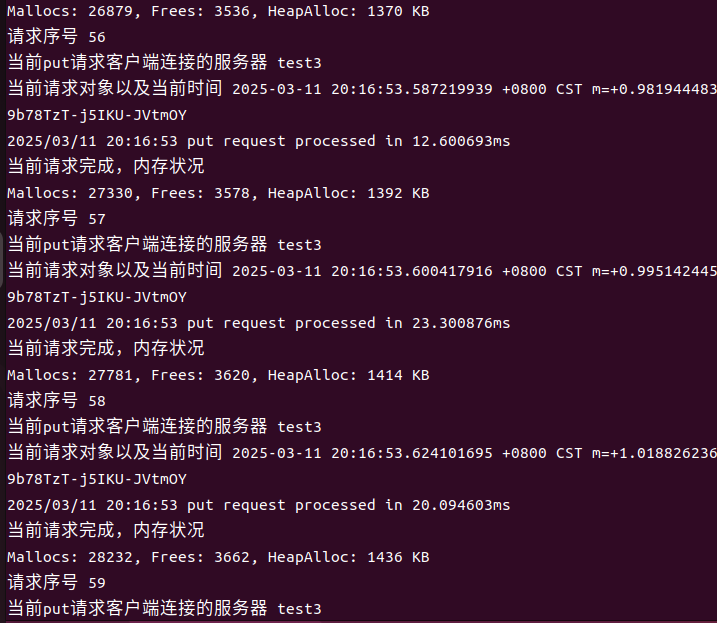 Mallocs: 26879, Frees: 3536, HeapAlloc: 1370 KB
请求序号 56
当前put请求客户端连接的服务器 test3
当前请求对象以及当前时间 2025-03-11 20:16:53.587219939 +0800 CST m=+0.981944483
9b78TzT-j5IKU-JVtmOY
2025/03/11 20:16:53 put request processed in 12.600693ms
当前请求完成，内存状况
Mallocs: 27330, Frees: 3578, HeapAlloc: 1392 KB
请求序号 57
当前put请求客户端连接的服务器 test3
当前请求对象以及当前时间 2025-03-11 20:16:53.600417916 +0800 CST m=+0.995142445
9b78TzT-j5IKU-JVtmOY
2025/03/11 20:16:53 put request processed in 23.300876ms
当前请求完成，内存状况
Mallocs: 27781, Frees: 3620, HeapAlloc: 1414 KB
请求序号 58
当前put请求客户端连接的服务器 test3
当前请求对象以及当前时间 2025-03-11 20:16:53.624101695 +0800 CST m=+1.018826236
9b78TzT-j5IKU-JVtmOY
2025/03/11 20:16:53 put request processed in 20.094603ms
当前请求完成，内存状况
Mallocs: 28232, Frees: 3662, HeapAlloc: 1436 KB
请求序号 59
当前put请求客户端连接的服务器 test3